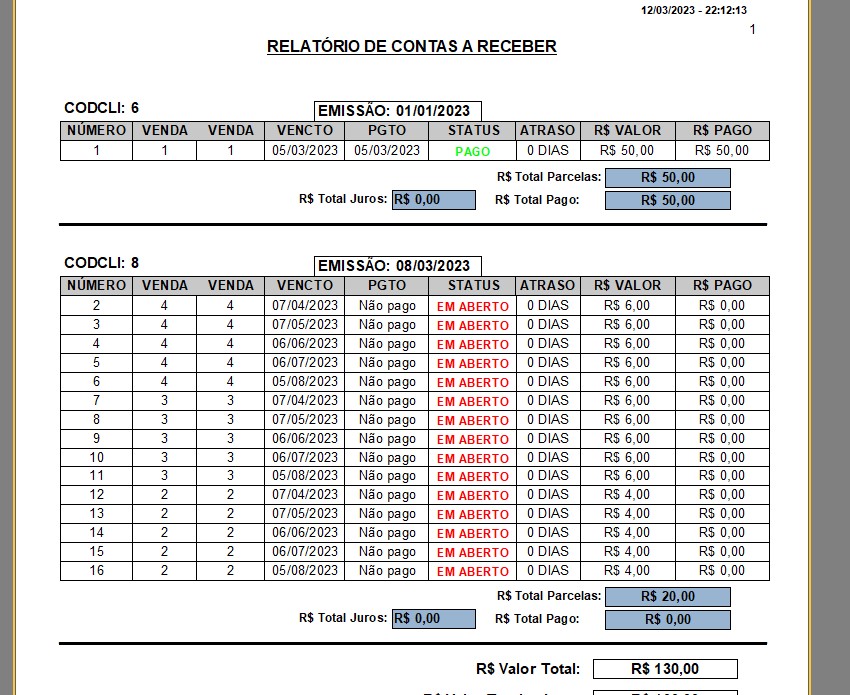 12/03/2023 - 22:12:13
1
RELATÓRIO DE CONTAS A RECEBER
CODCLI: 6
EMISSÃO: 01/01/2023
NÚMERO VENDA VENDA VENCTO PGTO STATUS ATRASO R$ VALOR R$ PAGO
1 1 1 05/03/2023 05/03/2023 PAGO 0 DIAS R$ 50,00 R$ 50,00
R$ Total Parcelas: R$ 50,00
R$ Total Juros: R$ 0,00 R$ Total Pago: R$ 50,00
CODCLI: 8
EMISSÃO: 08/03/2023
NÚMERO VENDA VENDA VENCTO PGTO STATUS ATRASO R$ VALOR R$ PAGO
2 4 4 07/04/2023 Não pago EM ABERTO 0 DIAS R$ 6,00 R$ 0,00
3 4 4 07/05/2023 Não pago EM ABERTO 0 DIAS R$ 6,00 R$ 0,00
4 4 4 06/06/2023 Não pago EM ABERTO 0 DIAS R$ 6,00 R$ 0,00
5 4 4 06/07/2023 Não pago EM ABERTO 0 DIAS R$ 6,00 R$ 0,00
6 4 4 05/08/2023 Não pago EM ABERTO 0 DIAS R$ 6,00 R$ 0,00
7 3 3 07/04/2023 Não pago EM ABERTO 0 DIAS R$ 6,00 R$ 0,00
8 3 3 07/05/2023 Não pago EM ABERTO 0 DIAS R$ 6,00 R$ 0,00
9 3 3 06/06/2023 Não pago EM ABERTO 0 DIAS R$ 6,00 R$ 0,00
10 3 3 06/07/2023 Não pago EM ABERTO 0 DIAS R$ 6,00 R$ 0,00
11 3 3 05/08/2023 Não pago EM ABERTO 0 DIAS R$ 6,00 R$ 0,00
12 2 2 07/04/2023 Não pago EM ABERTO 0 DIAS R$ 4,00 R$ 0,00
13 2 2 07/05/2023 Não pago EM ABERTO 0 DIAS R$ 4,00 R$ 0,00
14 2 2 06/06/2023 Não pago EM ABERTO 0 DIAS R$ 4,00 R$ 0,00
15 2 2 06/07/2023 Não pago EM ABERTO 0 DIAS R$ 4,00 R$ 0,00
16 2 2 05/08/2023 Não pago EM ABERTO 0 DIAS R$ 4,00 R$ 0,00
R$ Total Parcelas: R$ 20,00
R$ Total Juros: R$ 0,00 R$ Total Pago: R$ 0,00
R$ Valor Total: R$ 130,00